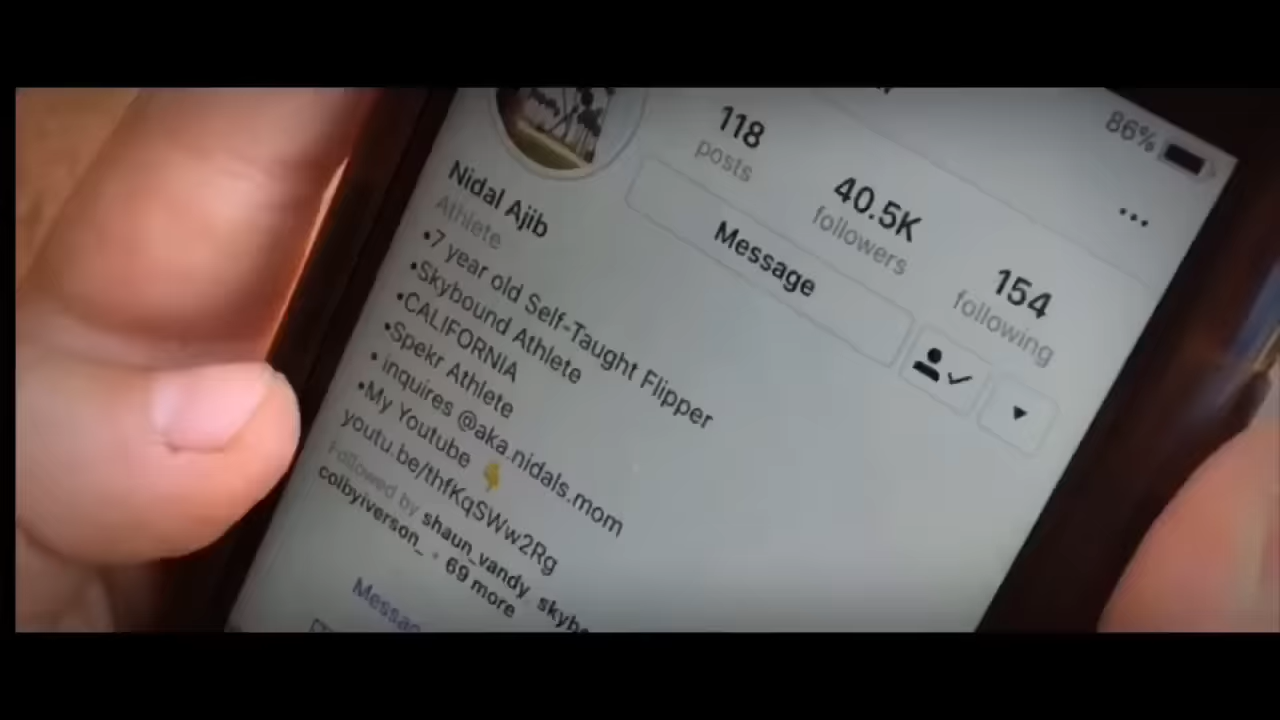 86%
118
posts
40.5K
followers
154
following
Message
Nidal Ajib
Athlete
•7 year old Self-Taught Flipper
•Skybound Athlete
•CALIFORNIA
•Spekr Athlete
• inquires @aka.nidals.mom
•My Youtube 👇
youtu.be/thfKqSWw2Rg
Followed by shaun_vandy
colbyiverson_ • 69 more